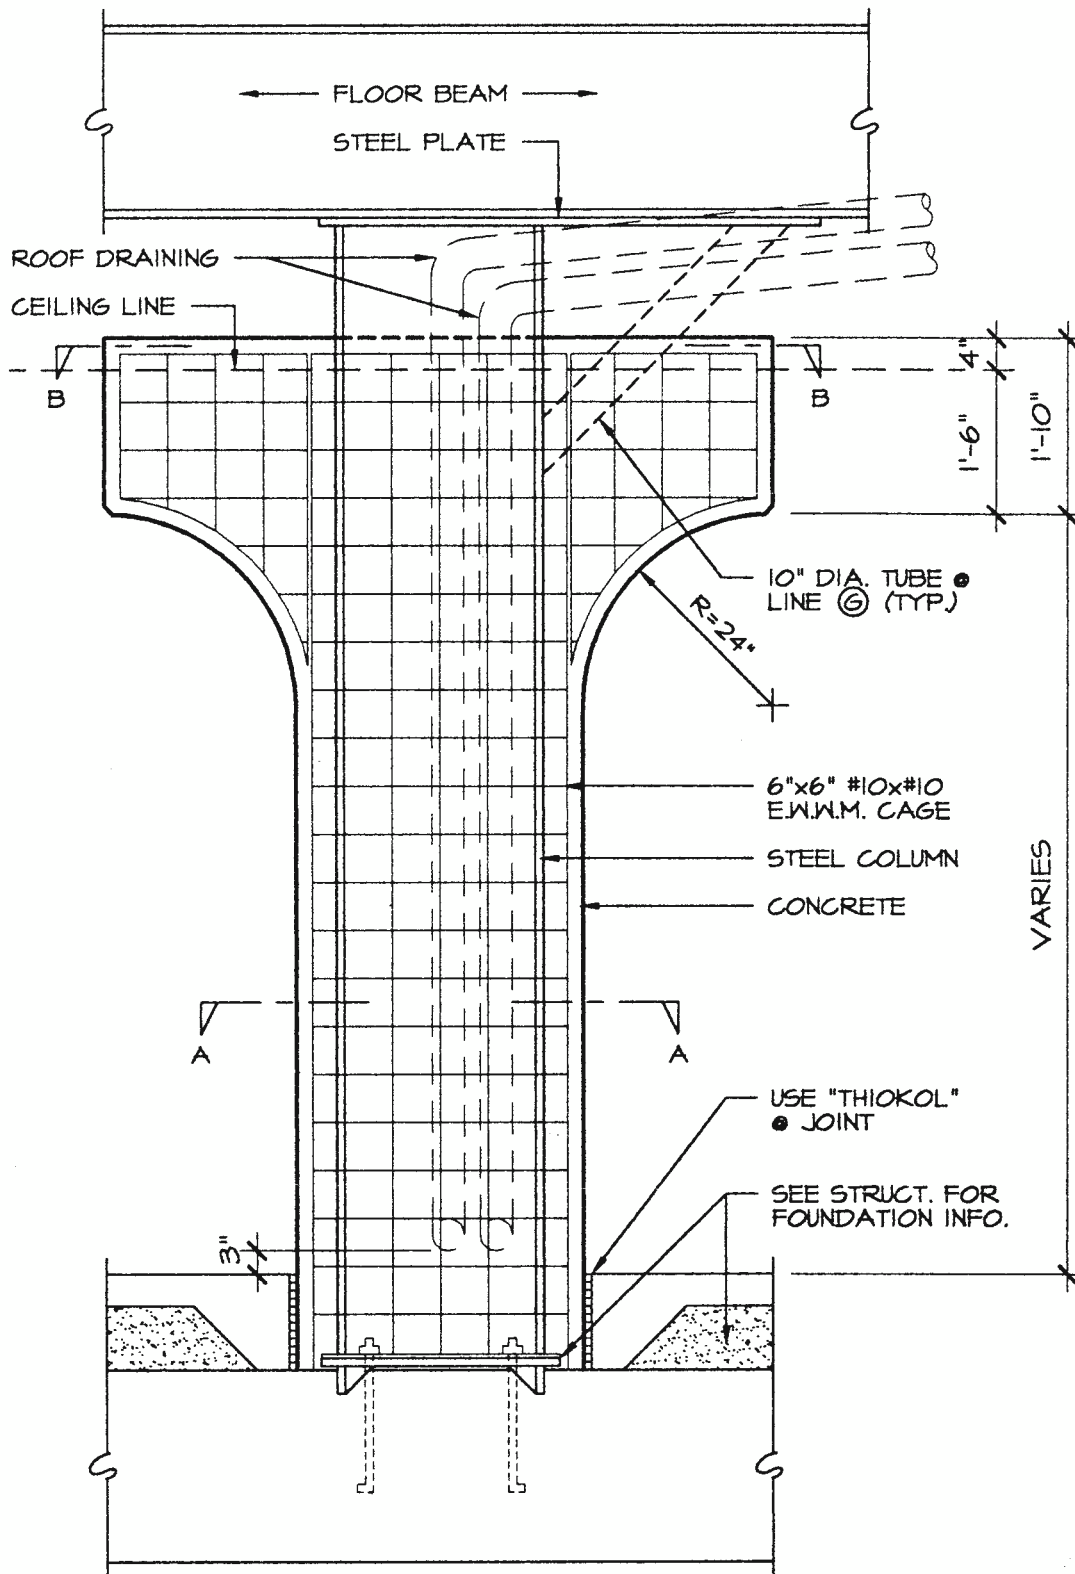 FLOOR BEAM
STEEL PLATE
ROOF DRAINING
CEILING LINE
B
B
4"
1'-6"
1'-10"
10" DIA. TUBE @
LINE G (TYP.)
R=24"
6"x6" #10x#10
E.W.W.M. CAGE
STEEL COLUMN
CONCRETE
VARIES
A
A
USE "THIOKOL"
@ JOINT
SEE STRUCT. FOR
FOUNDATION INFO.
3"